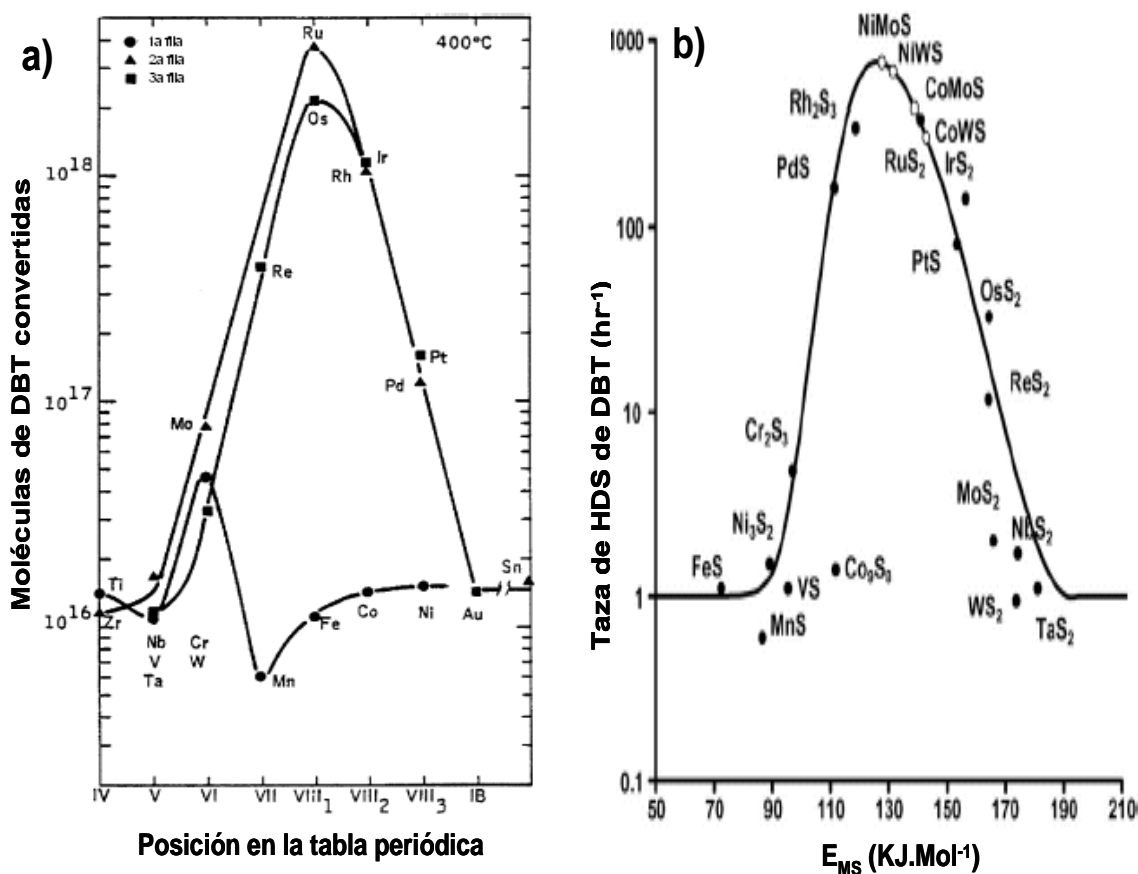 a)
1a fila
2a fila
3a fila
400°C
Moléculas de DBT convertidas
10^18
10^17
10^16
Ru
Os
Ir
Rh
Re
Pt
Pd
Mo
Ti
Zr
Nb
V
Ta
Cr
W
Mn
Fe
Co
Ni
Au
Sn
IV V VI VII VIII1 VIII2 VIII3 IB
Posición en la tabla periódica
b)
Taza de HDS de DBT (hr-1)
1000
100
10
1
0.1
NiMoS
NiWS
CoMoS
CoWS
Rh2S3
PdS
RuS2
IrS2
PtS
OsS2
ReS2
Cr2S3
MoS2
NbS2
Ni3S2
FeS
VS
MnS
WS2
TaS2
50 70 90 110 130 150 170 190 210
EMS (KJ.Mol-1)